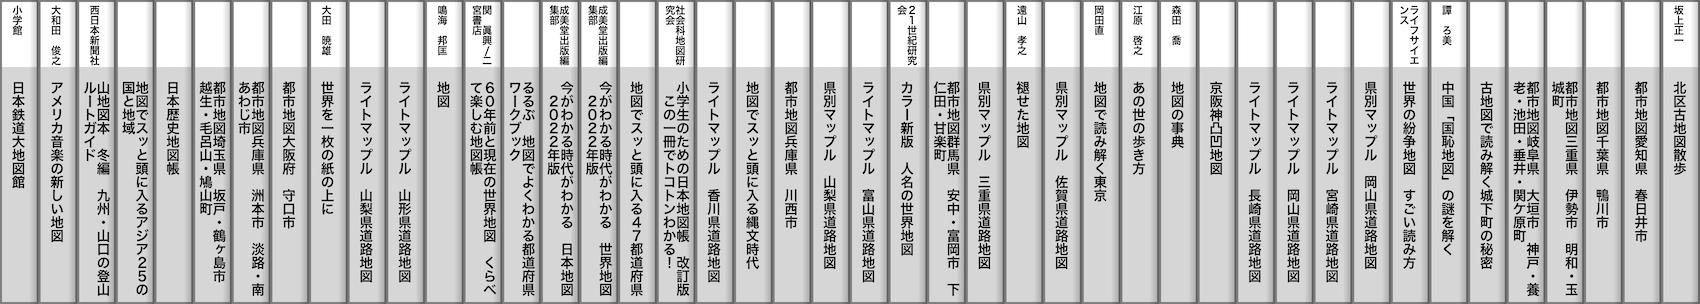 坂上正一
北区古地図散歩
都市地図愛知県　春日井市
都市地図千葉県　鴨川市
都市地図三重県　伊勢市　明和・玉
城町
都市地図岐阜県　大垣市　神戸・養
老・池田・垂井・関ケ原町
古地図で読み解く城下町の秘密
譚　ろ美
中国「国恥地図」の謎を解く
ライフサイエ
ンス
世界の紛争地図　すごい読み方
県別マップル　岡山県道路地図
ライトマップル　宮崎県道路地図
ライトマップル　岡山県道路地図
ライトマップル　長崎県道路地図
京阪神凸凹地図
森田　喬
地図の事典
江原　啓之
あの世の歩き方
岡田直
地図で読み解く東京
県別マップル　佐賀県道路地図
遠山　孝之
褪せた地図
県別マップル　三重県道路地図
都市地図群馬県　安中・富岡市　下
仁田・甘楽町
２１世紀研究
会
カラー新版　人名の世界地図
ライトマップル　富山県道路地図
県別マップル　山梨県道路地図
都市地図兵庫県　川西市
地図でスッと頭に入る縄文時代
ライトマップル　香川県道路地図
社会科地図研
究会
小学生のための日本地図帳　改訂版
　この一冊でトコトンわかる！
地図でスッと頭に入る４７都道府県
成美堂出版編
集部
今がわかる時代がわかる　世界地図
　２０２２年版
成美堂出版編
集部
今がわかる時代がわかる　日本地図
　２０２２年版
るるぶ　地図でよくわかる都道府県
ワークブック
関　眞興/二
宮書店
６０年前と現在の世界地図　くらべ
て楽しむ地図帳
鳴海　邦匡
地図
ライトマップル　山形県道路地図
ライトマップル　山梨県道路地図
大田　暁雄
世界を一枚の紙の上に
都市地図大阪府　守口市
都市地図兵庫県　洲本市　淡路・南
あわじ市
都市地図埼玉県　坂戸・鶴ヶ島市
越生・毛呂山・鳩山町
日本歴史地図帳
地図でスッと頭に入るアジア２５の
国と地域
西日本新聞社
山地図本　冬編　九州・山口の登山
ルートガイド
大和田　俊之
アメリカ音楽の新しい地図
小学館
日本鉄道大地図館